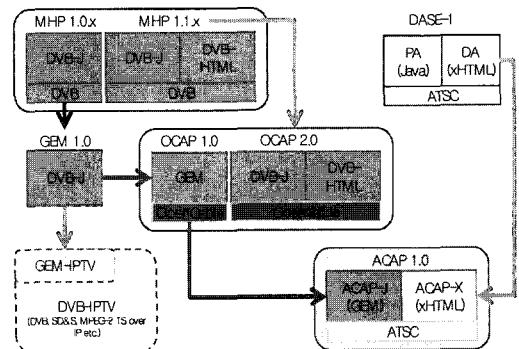 MHP 1.0.x
MHP 1.1.x
DASE-1
DVB-J
DVB-J
DVB-
HTML
DVB
DVB
PA
(Java)
DA
(xHTML)
ATSC
GEM 1.0
DVB-J
OCAP 1.0
OCAP 2.0
GEM
DVB-J
DVB-
HTML
GEM-IPTV
DVB-IPTV
(DVB, SD&S, MPEG-2 TS over
IP etc.)
ACAP 1.0
ACAP-J
(GEM)
ACAP-X
(xHTML)
ATSC